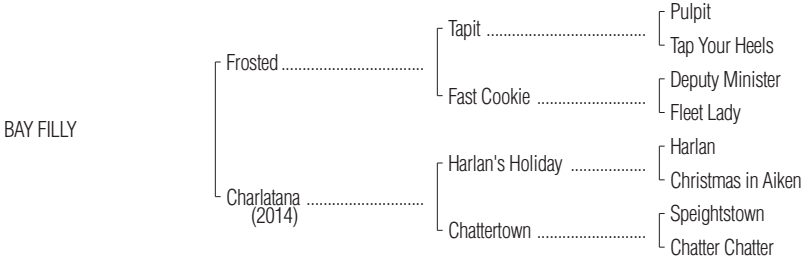 Pulpit
Tapit ......................................
Tap Your Heels
Frosted ..................................
Deputy Minister
Fast Cookie ..........................
Fleet Lady
BAY FILLY
Harlan
Harlan's Holiday ..................
Christmas in Aiken
Charlatana ............................
(2014)
Speightstown
Chattertown ..........................
Chatter Chatter